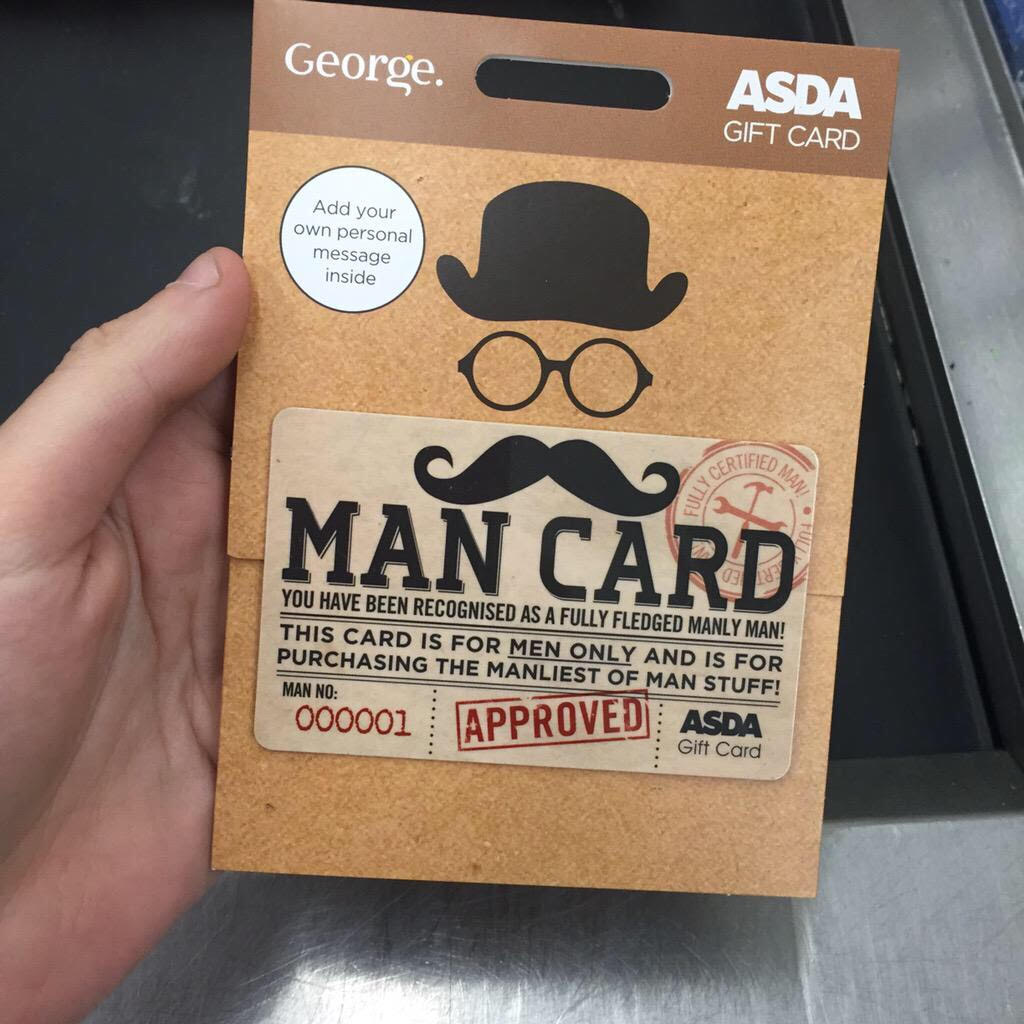 George.
ASDA
GIFT CARD
Add your
own personal
message
inside
FULLY CERTIFIED MAN!
MAN CARD
YOU HAVE BEEN RECOGNISED AS A FULLY FLEDGED MANLY MAN!
THIS CARD IS FOR MEN ONLY AND IS FOR
PURCHASING THE MANLIEST OF MAN STUFF!
MAN NO:
000001
APPROVED
ASDA
Gift Card